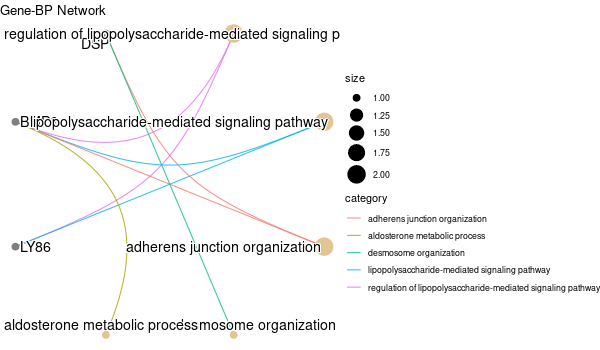 Gene-BP Network
regulation of lipopolysaccharide-mediated signaling p
DSP
lipopolysaccharide-mediated signaling pathway
LY86
adherens junction organization
aldosterone metabolic process
desmosome organization
size
1.00
1.25
1.50
1.75
2.00
category
adherens junction organization
aldosterone metabolic process
desmosome organization
lipopolysaccharide-mediated signaling pathway
regulation of lipopolysaccharide-mediated signaling pathway